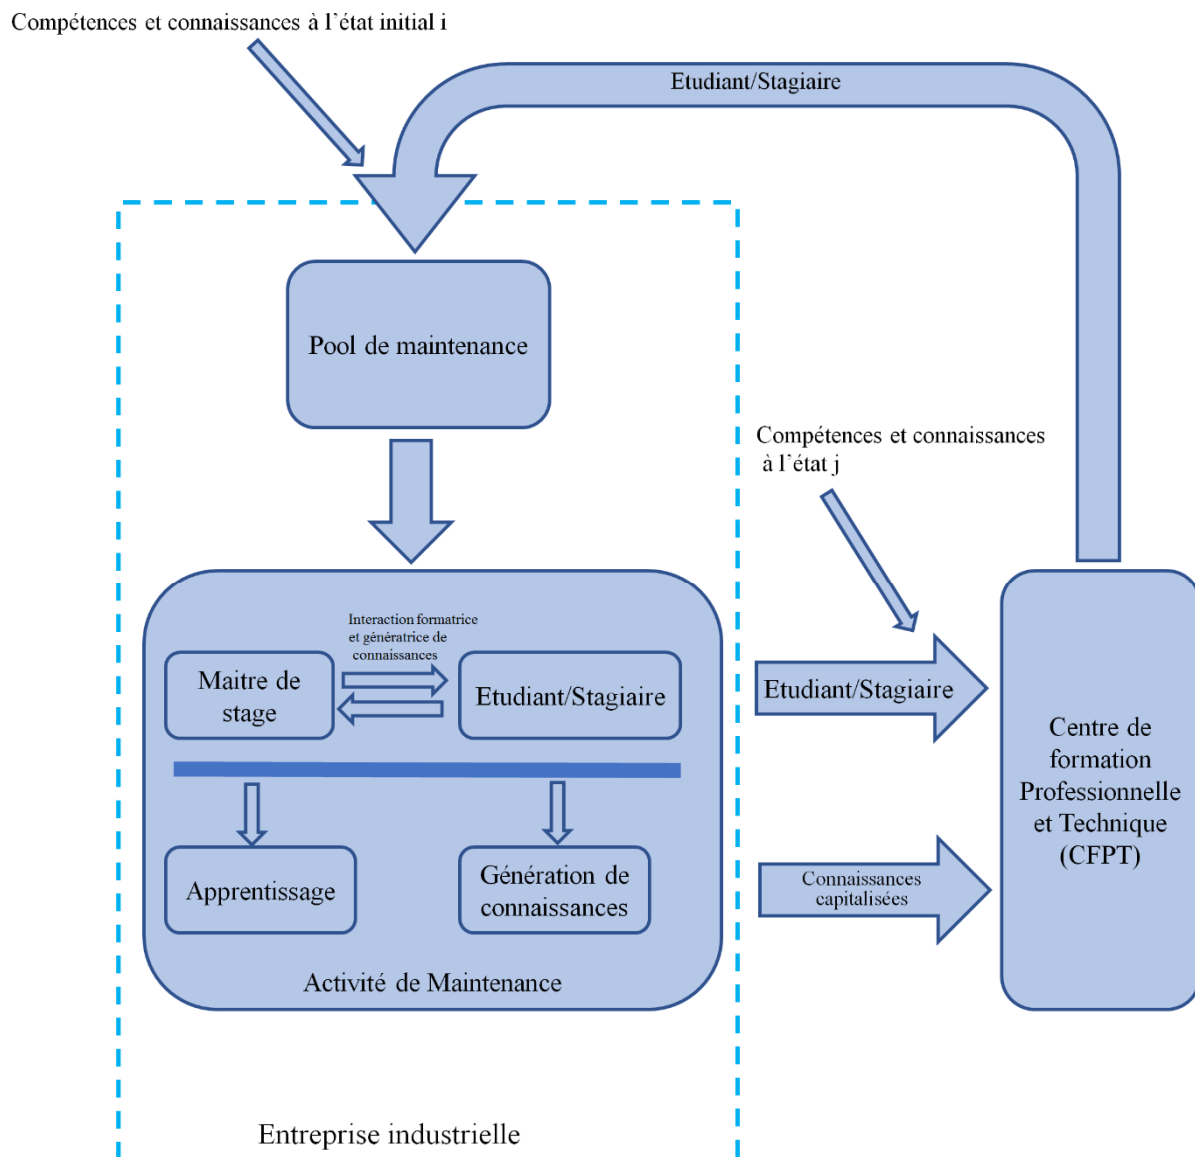 Compétences et connaissances à l'état initial i
Etudiant/Stagiaire
Pool de maintenance
Compétences et connaissances
à l'état j
Interaction formatrice
et génératrice de
connaissances
Maitre de
stage
Etudiant/Stagiaire
Etudiant/Stagiaire
Centre de
formation
Professionnelle
et Technique
(CFPT)
Apprentissage
Génération de
connaissances
Connaissances
capitalisées
Activité de Maintenance
Entreprise industrielle